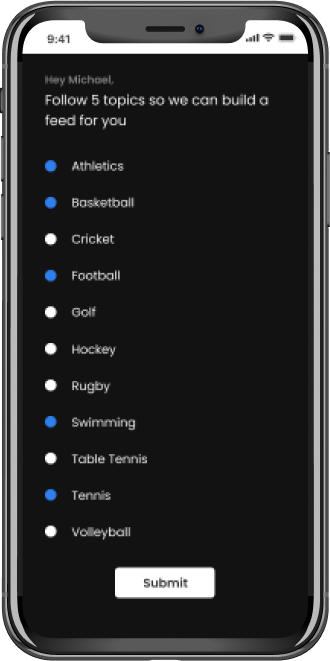 9:41
Hey Michael,
Follow 5 topics so we can build a
feed for you
Athletics
Basketball
Cricket
Football
Golf
Hockey
Rugby
Swimming
Table Tennis
Tennis
Volleyball
Submit